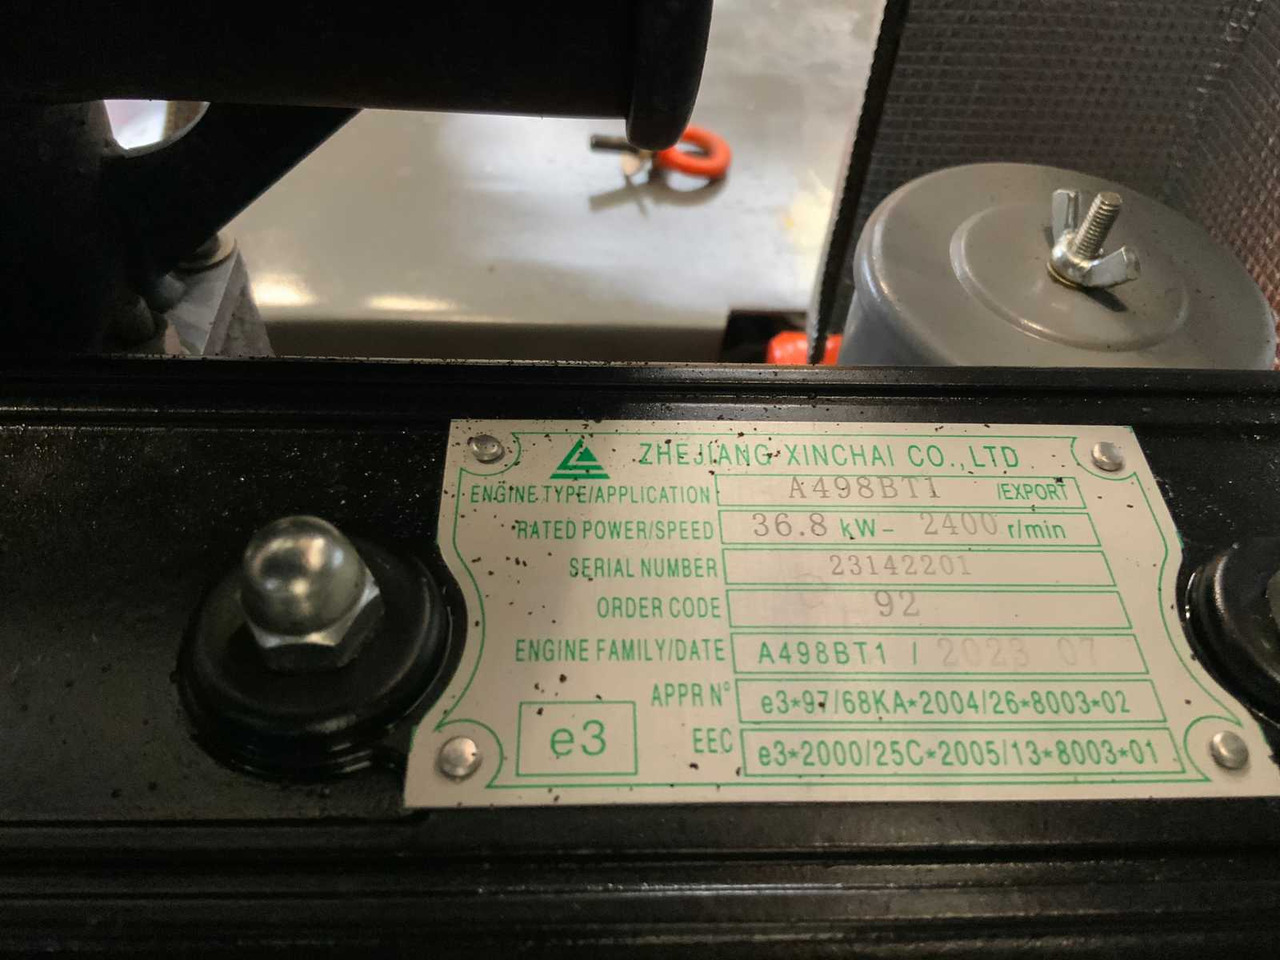 ZHEJIANG XINCHAI CO.,LTD
ENGINE TYPE/APPLICATION A498BT1 /EXPORT
RATED POWER/SPEED 36.8 kW - 2400 r/min
SERIAL NUMBER 23142201
ORDER CODE 92
ENGINE FAMILY/DATE A498BT1 / 2023 07
APPR N° e3*97/68KA*2004/26*8003*02
e3 EEC e3*2000/25C*2005/13*8003*01